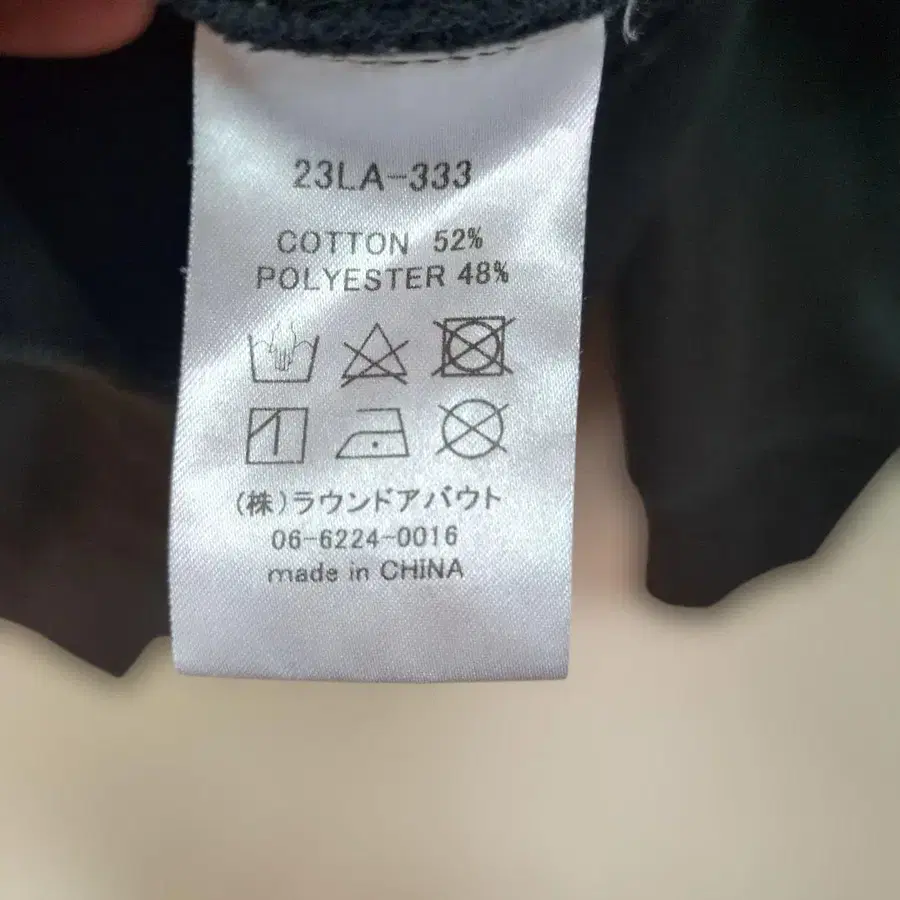 23LA-333
COTTON 52%
POLYESTER 48%
(株)ラウンドアバウト
06-6224-0016
made in CHINA